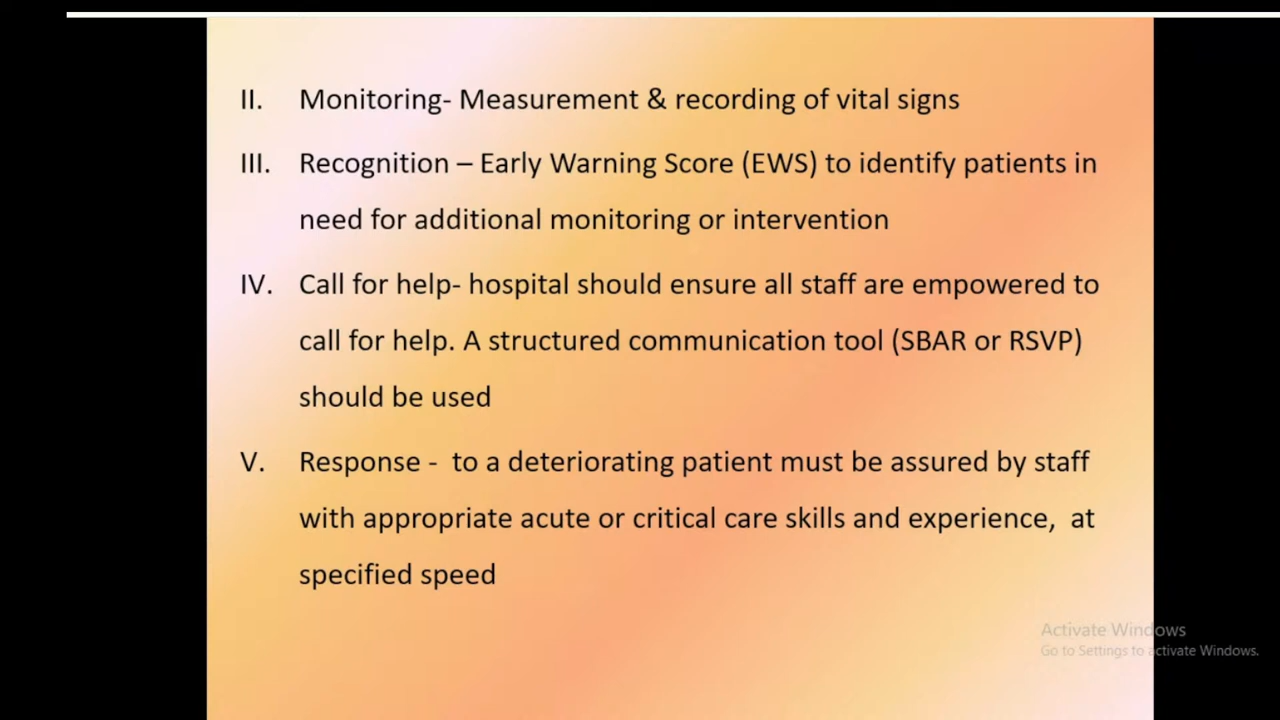 II. Monitoring- Measurement & recording of vital signs
III. Recognition – Early Warning Score (EWS) to identify patients in
need for additional monitoring or intervention
IV. Call for help- hospital should ensure all staff are empowered to
call for help. A structured communication tool (SBAR or RSVP)
should be used
V. Response -  to a deteriorating patient must be assured by staff
with appropriate acute or critical care skills and experience,  at
specified speed
Activate Windows
Go to Settings to activate Windows.